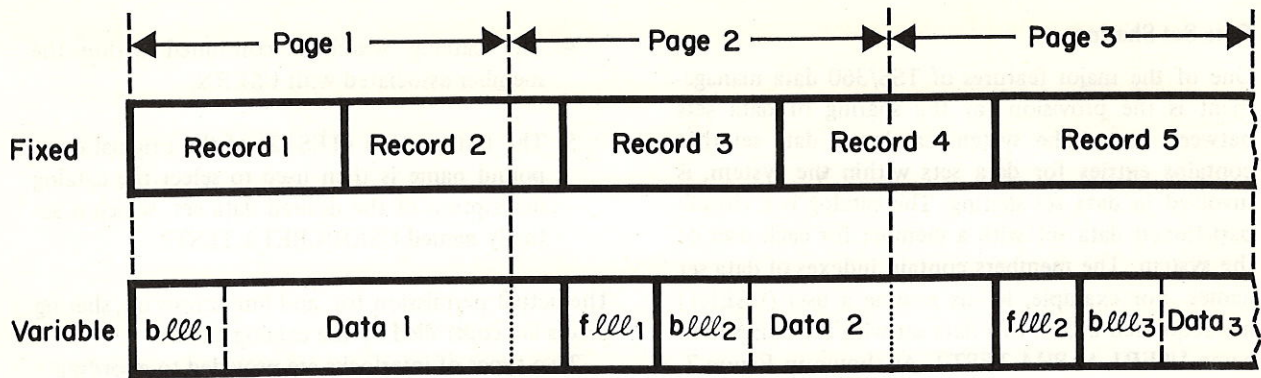 Page 1 Page 2 Page 3
Fixed Record 1 Record 2 Record 3 Record 4 Record 5
Variable bℓℓℓ1 Data 1 fℓℓℓ1 bℓℓℓ2 Data 2 fℓℓℓ2 bℓℓℓ3 Data3